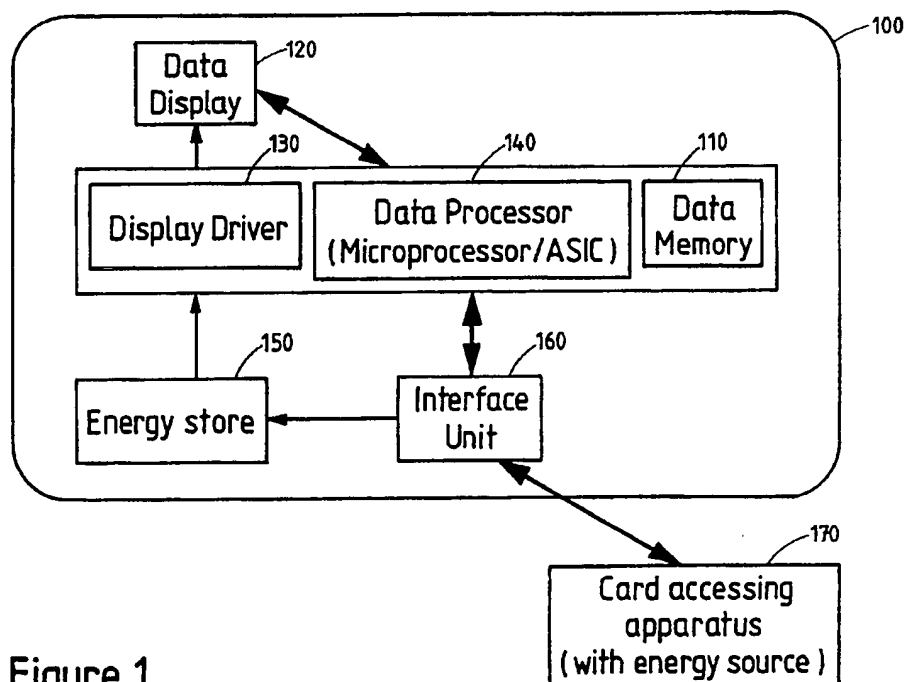 100
120
Data
Display
130
140
110
Display Driver
Data Processor
(Microprocessor/ASIC)
Data
Memory
150
160
Energy store
Interface
Unit
170
Card accessing
apparatus
(with energy source)
Figure 1